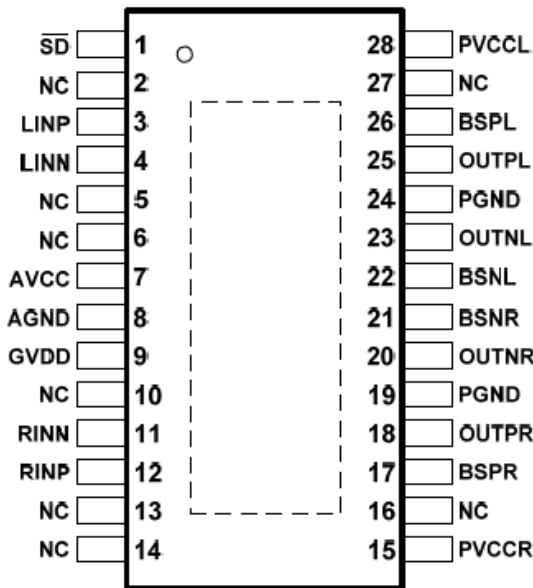 S̅D̅ 1 28 PVCCL
NC 2 27 NC
LINP 3 26 BSPL
LINN 4 25 OUTPL
NC 5 24 PGND
NC 6 23 OUTNL
AVCC 7 22 BSNL
AGND 8 21 BSNR
GVDD 9 20 OUTNR
NC 10 19 PGND
RINN 11 18 OUTPR
RINP 12 17 BSPR
NC 13 16 NC
NC 14 15 PVCCR